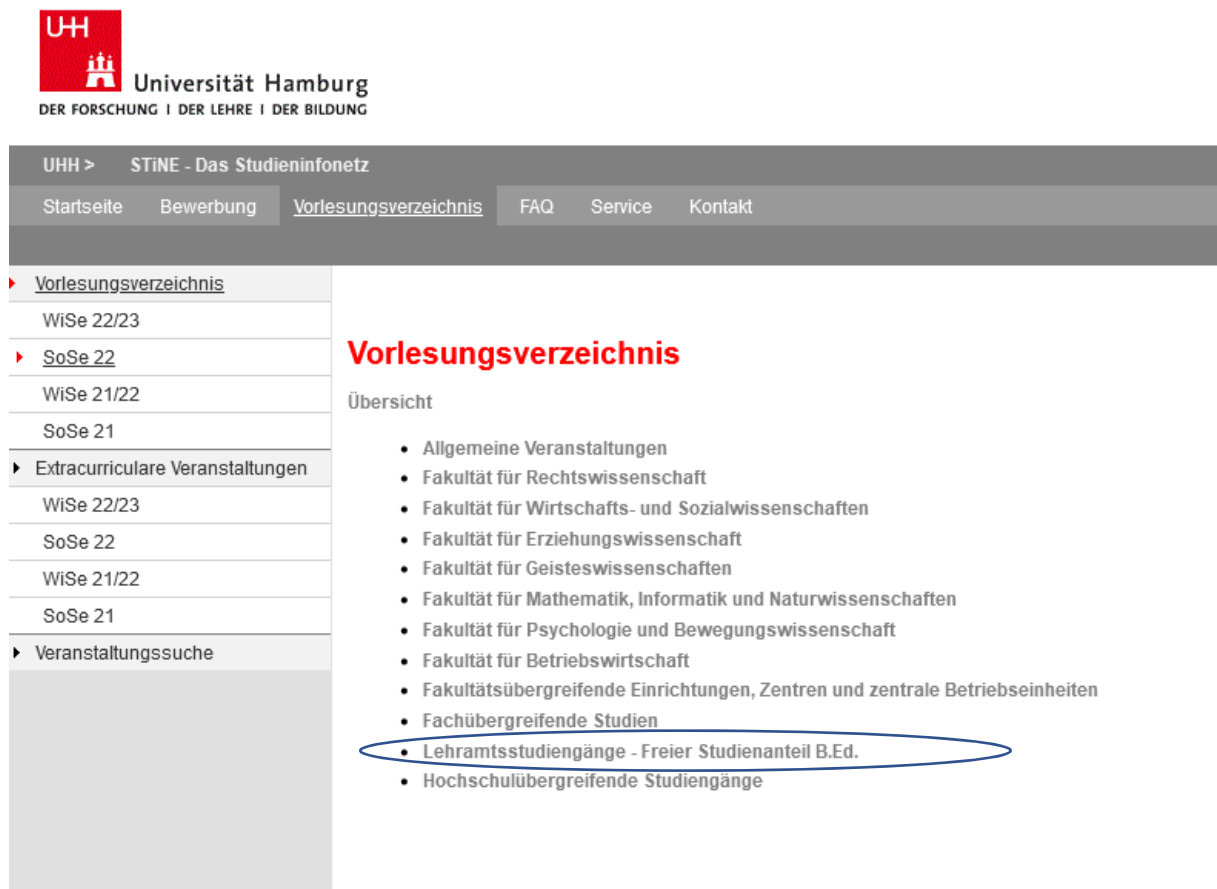 UHH
Universität Hamburg
DER FORSCHUNG I DER LEHRE I DER BILDUNG
UHH > STiNE - Das Studieninfonetz
Startseite Bewerbung Vorlesungsverzeichnis FAQ Service Kontakt
Vorlesungsverzeichnis
WiSe 22/23
SoSe 22
WiSe 21/22
SoSe 21
Extracurriculare Veranstaltungen
WiSe 22/23
SoSe 22
WiSe 21/22
SoSe 21
Veranstaltungssuche
Vorlesungsverzeichnis
Übersicht
Allgemeine Veranstaltungen
Fakultät für Rechtswissenschaft
Fakultät für Wirtschafts- und Sozialwissenschaften
Fakultät für Erziehungswissenschaft
Fakultät für Geisteswissenschaften
Fakultät für Mathematik, Informatik und Naturwissenschaften
Fakultät für Psychologie und Bewegungswissenschaft
Fakultät für Betriebswirtschaft
Fakultätsübergreifende Einrichtungen, Zentren und zentrale Betriebseinheiten
Fachübergreifende Studien
Lehramtsstudiengänge - Freier Studienanteil B.Ed.
Hochschulübergreifende Studiengänge